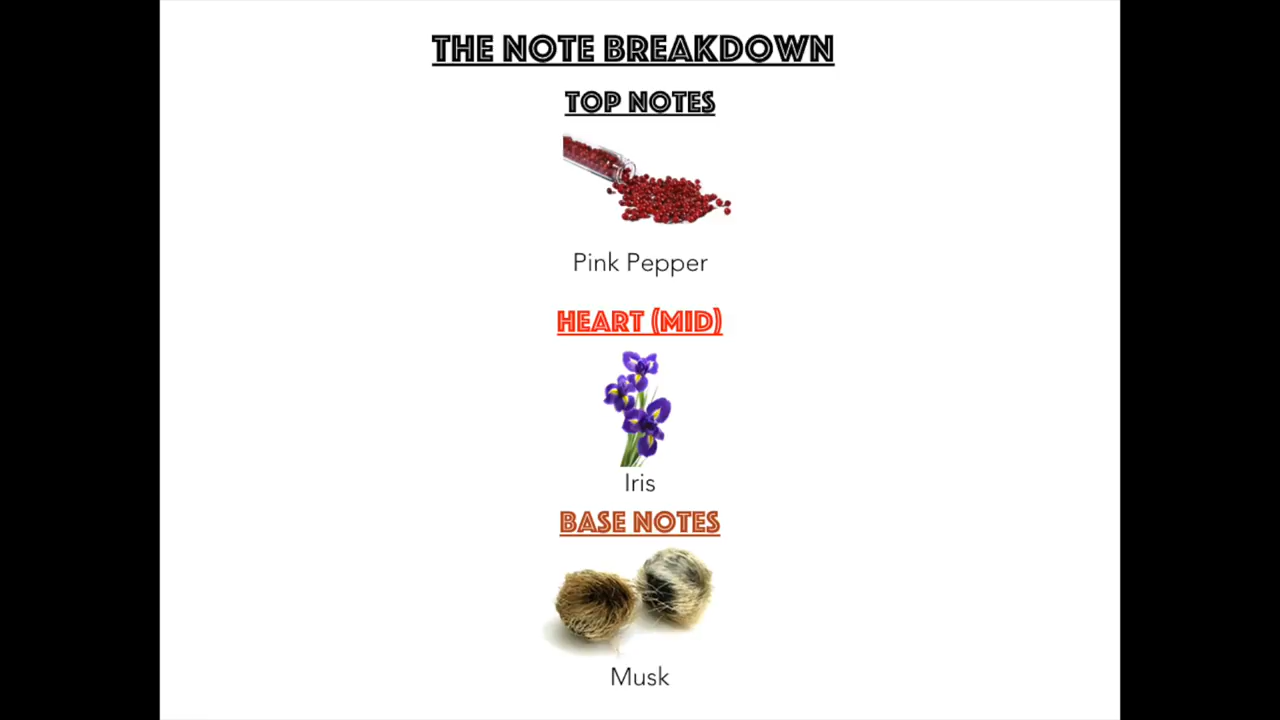 THE NOTE BREAKDOWN
TOP NOTES
Pink Pepper
HEART (MID)
Iris
BASE NOTES
Musk